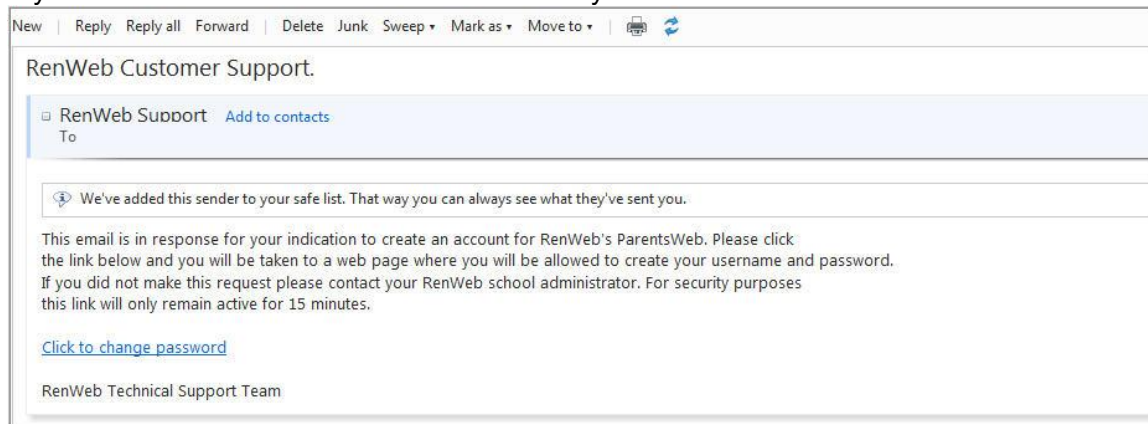 New | Reply Reply all Forward | Delete Junk Sweep ▾ Mark as ▾ Move to ▾ |
RenWeb Customer Support.
RenWeb Support Add to contacts
To
We've added this sender to your safe list. That way you can always see what they've sent you.
This email is in response for your indication to create an account for RenWeb's ParentsWeb. Please click
the link below and you will be taken to a web page where you will be allowed to create your username and password.
If you did not make this request please contact your RenWeb school administrator. For security purposes
this link will only remain active for 15 minutes.
Click to change password
RenWeb Technical Support Team